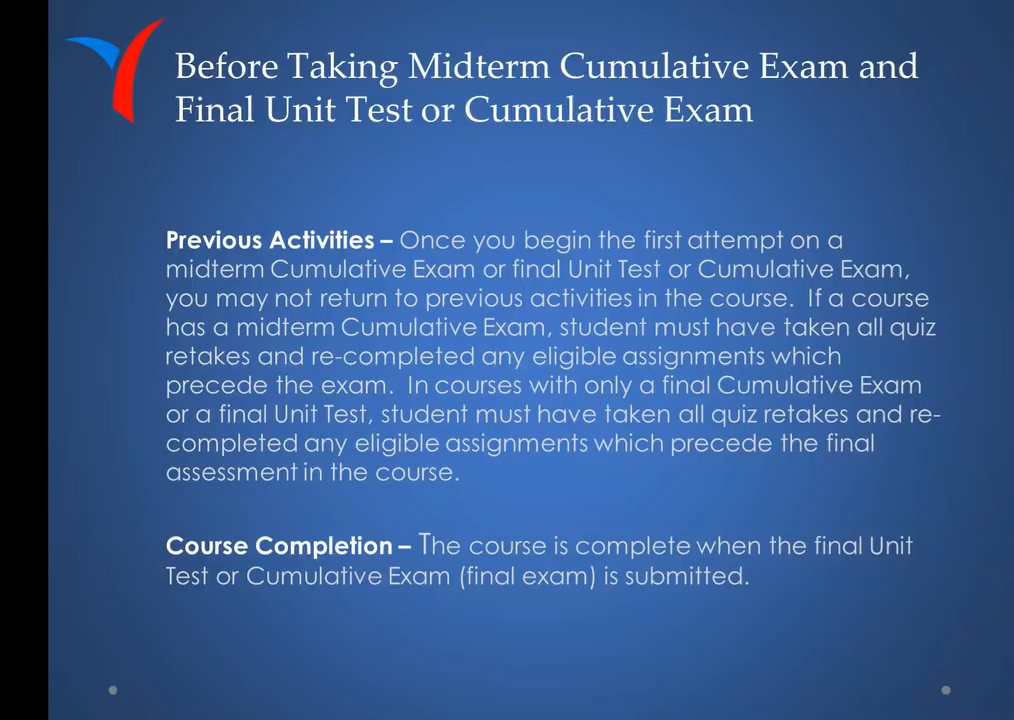 Before Taking Midterm Cumulative Exam and
Final Unit Test or Cumulative Exam
Previous Activities – Once you begin the first attempt on a
midterm Cumulative Exam or final Unit Test or Cumulative Exam,
you may not return to previous activities in the course.  If a course
has a midterm Cumulative Exam, student must have taken all quiz
retakes and re-completed any eligible assignments which
precede the exam.  In courses with only a final Cumulative Exam
or a final Unit Test, student must have taken all quiz retakes and re-
completed any eligible assignments which precede the final
assessment in the course.
Course Completion – The course is complete when the final Unit
Test or Cumulative Exam (final exam) is submitted.